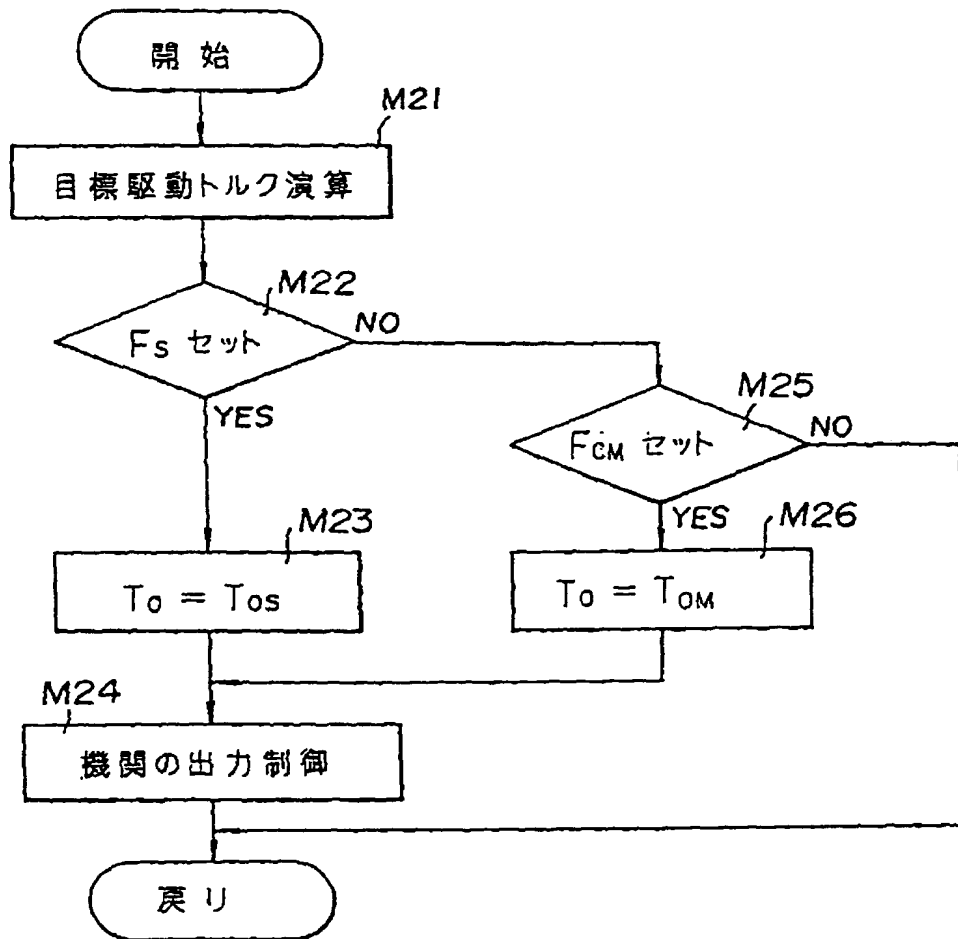 開始
M21
目標駆動トルク演算
M22
Fs セット
NO
YES
M25
FCM セット
NO
YES
M23
To = Tos
M26
To = TOM
M24
機関の出力制御
戻り